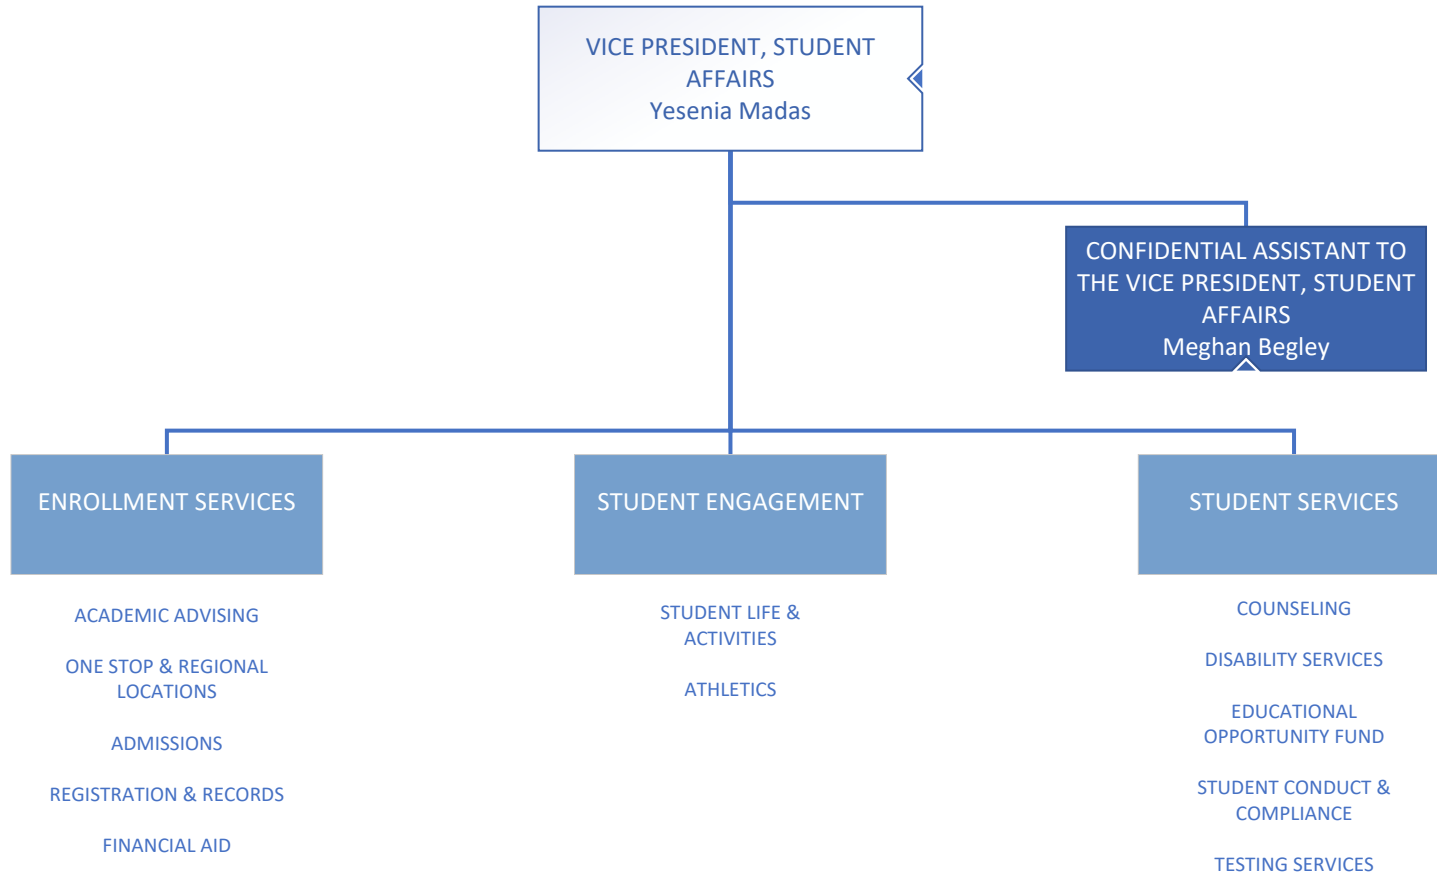 VICE PRESIDENT, STUDENT
AFFAIRS
Yesenia Madas
CONFIDENTIAL ASSISTANT TO
THE VICE PRESIDENT, STUDENT
AFFAIRS
Meghan Begley
ENROLLMENT SERVICES
ACADEMIC ADVISING
ONE STOP & REGIONAL
LOCATIONS
ADMISSIONS
REGISTRATION & RECORDS
FINANCIAL AID
STUDENT ENGAGEMENT
STUDENT LIFE &
ACTIVITIES
ATHLETICS
STUDENT SERVICES
COUNSELING
DISABILITY SERVICES
EDUCATIONAL
OPPORTUNITY FUND
STUDENT CONDUCT &
COMPLIANCE
TESTING SERVICES